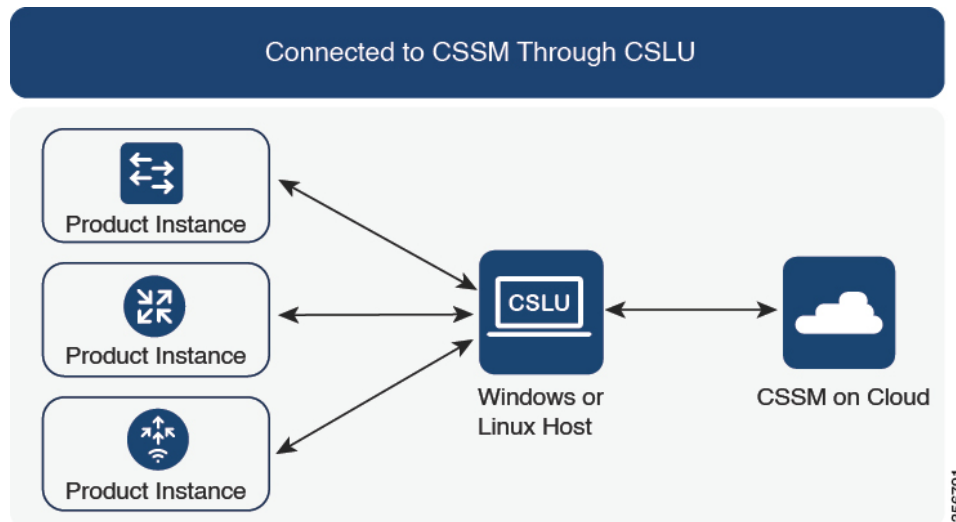 Connected to CSSM Through CSLU
Product Instance
Product Instance
Product Instance
CSLU
Windows or
Linux Host
CSSM on Cloud